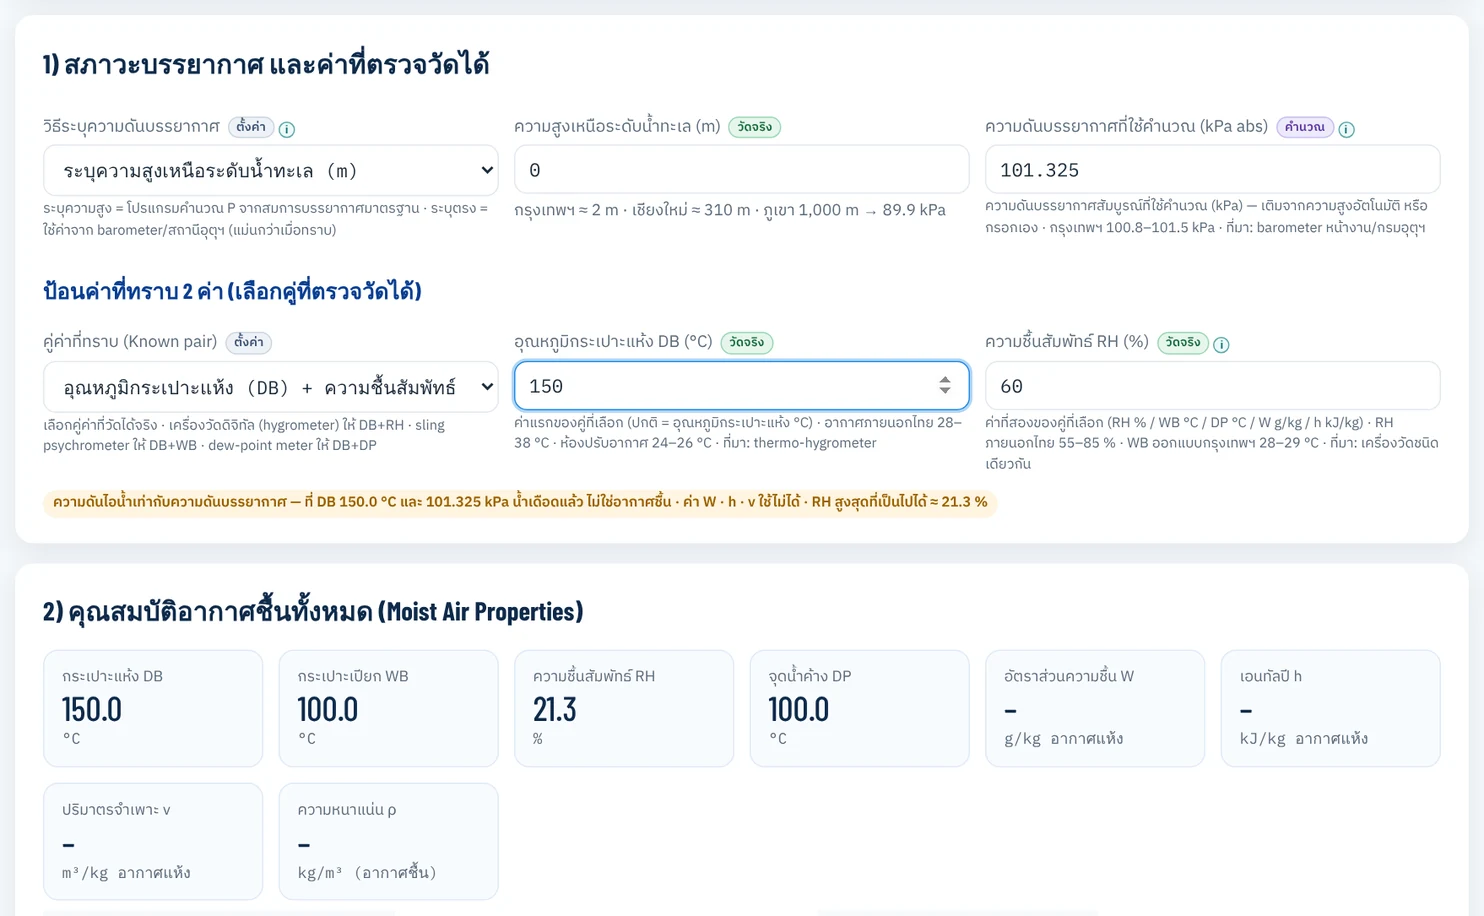 1) สภาวะบรรยากาศ และค่าที่ตรวจวัดได้
วิธีระบุความดันบรรยากาศ ตั้งค่า i
ระบุความสูงเหนือระดับน้ำทะเล (m)
ระบุความสูง = โปรแกรมคำนวณ P จากสมการบรรยากาศมาตรฐาน · ระบุตรง =
ใช้ค่าจาก barometer/สถานีอุตุฯ (แม่นกว่าเมื่อทราบ)
ความสูงเหนือระดับน้ำทะเล (m) วัดจริง
0
กรุงเทพฯ ≈ 2 m · เชียงใหม่ ≈ 310 m · ภูเขา 1,000 m → 89.9 kPa
ความดันบรรยากาศที่ใช้คำนวณ (kPa abs) คำนวณ i
101.325
ความดันบรรยากาศสัมบูรณ์ที่ใช้คำนวณ (kPa) — เติมจากความสูงอัตโนมัติ หรือ
กรอกเอง · กรุงเทพฯ 100.8–101.5 kPa · ที่มา: barometer หน้างาน/กรมอุตุฯ
ป้อนค่าที่ทราบ 2 ค่า (เลือกคู่ที่ตรวจวัดได้)
คู่ค่าที่ทราบ (Known pair) ตั้งค่า
อุณหภูมิกระเปาะแห้ง (DB) + ความชื้นสัมพัทธ์
เลือกคู่ค่าที่วัดได้จริง · เครื่องวัดดิจิทัล (hygrometer) ให้ DB+RH · sling
psychrometer ให้ DB+WB · dew-point meter ให้ DB+DP
อุณหภูมิกระเปาะแห้ง DB (°C) วัดจริง
150
ค่าแรกของคู่ที่เลือก (ปกติ = อุณหภูมิกระเปาะแห้ง °C) · อากาศภายนอกไทย 28–
38 °C · ห้องปรับอากาศ 24–26 °C · ที่มา: thermo-hygrometer
ความชื้นสัมพัทธ์ RH (%) วัดจริง i
60
ค่าที่สองของคู่ที่เลือก (RH % / WB °C / DP °C / W g/kg / h kJ/kg) · RH
ภายนอกไทย 55–85 % · WB ออกแบบกรุงเทพฯ 28–29 °C · ที่มา: เครื่องวัดชนิด
เดียวกัน
ความดันไอน้ำเท่ากับความดันบรรยากาศ — ที่ DB 150.0 °C และ 101.325 kPa น้ำเดือดแล้ว ไม่ใช่อากาศชื้น · ค่า W · h · v ใช้ไม่ได้ · RH สูงสุดที่เป็นไปได้ ≈ 21.3 %
2) คุณสมบัติอากาศชื้นทั้งหมด (Moist Air Properties)
กระเปาะแห้ง DB
150.0
°C
กระเปาะเปียก WB
100.0
°C
ความชื้นสัมพัทธ์ RH
21.3
%
จุดน้ำค้าง DP
100.0
°C
อัตราส่วนความชื้น W
–
g/kg อากาศแห้ง
เอนทัลปี h
–
kJ/kg อากาศแห้ง
ปริมาตรจำเพาะ v
–
m³/kg อากาศแห้ง
ความหนาแน่น ρ
–
kg/m³ (อากาศชื้น)